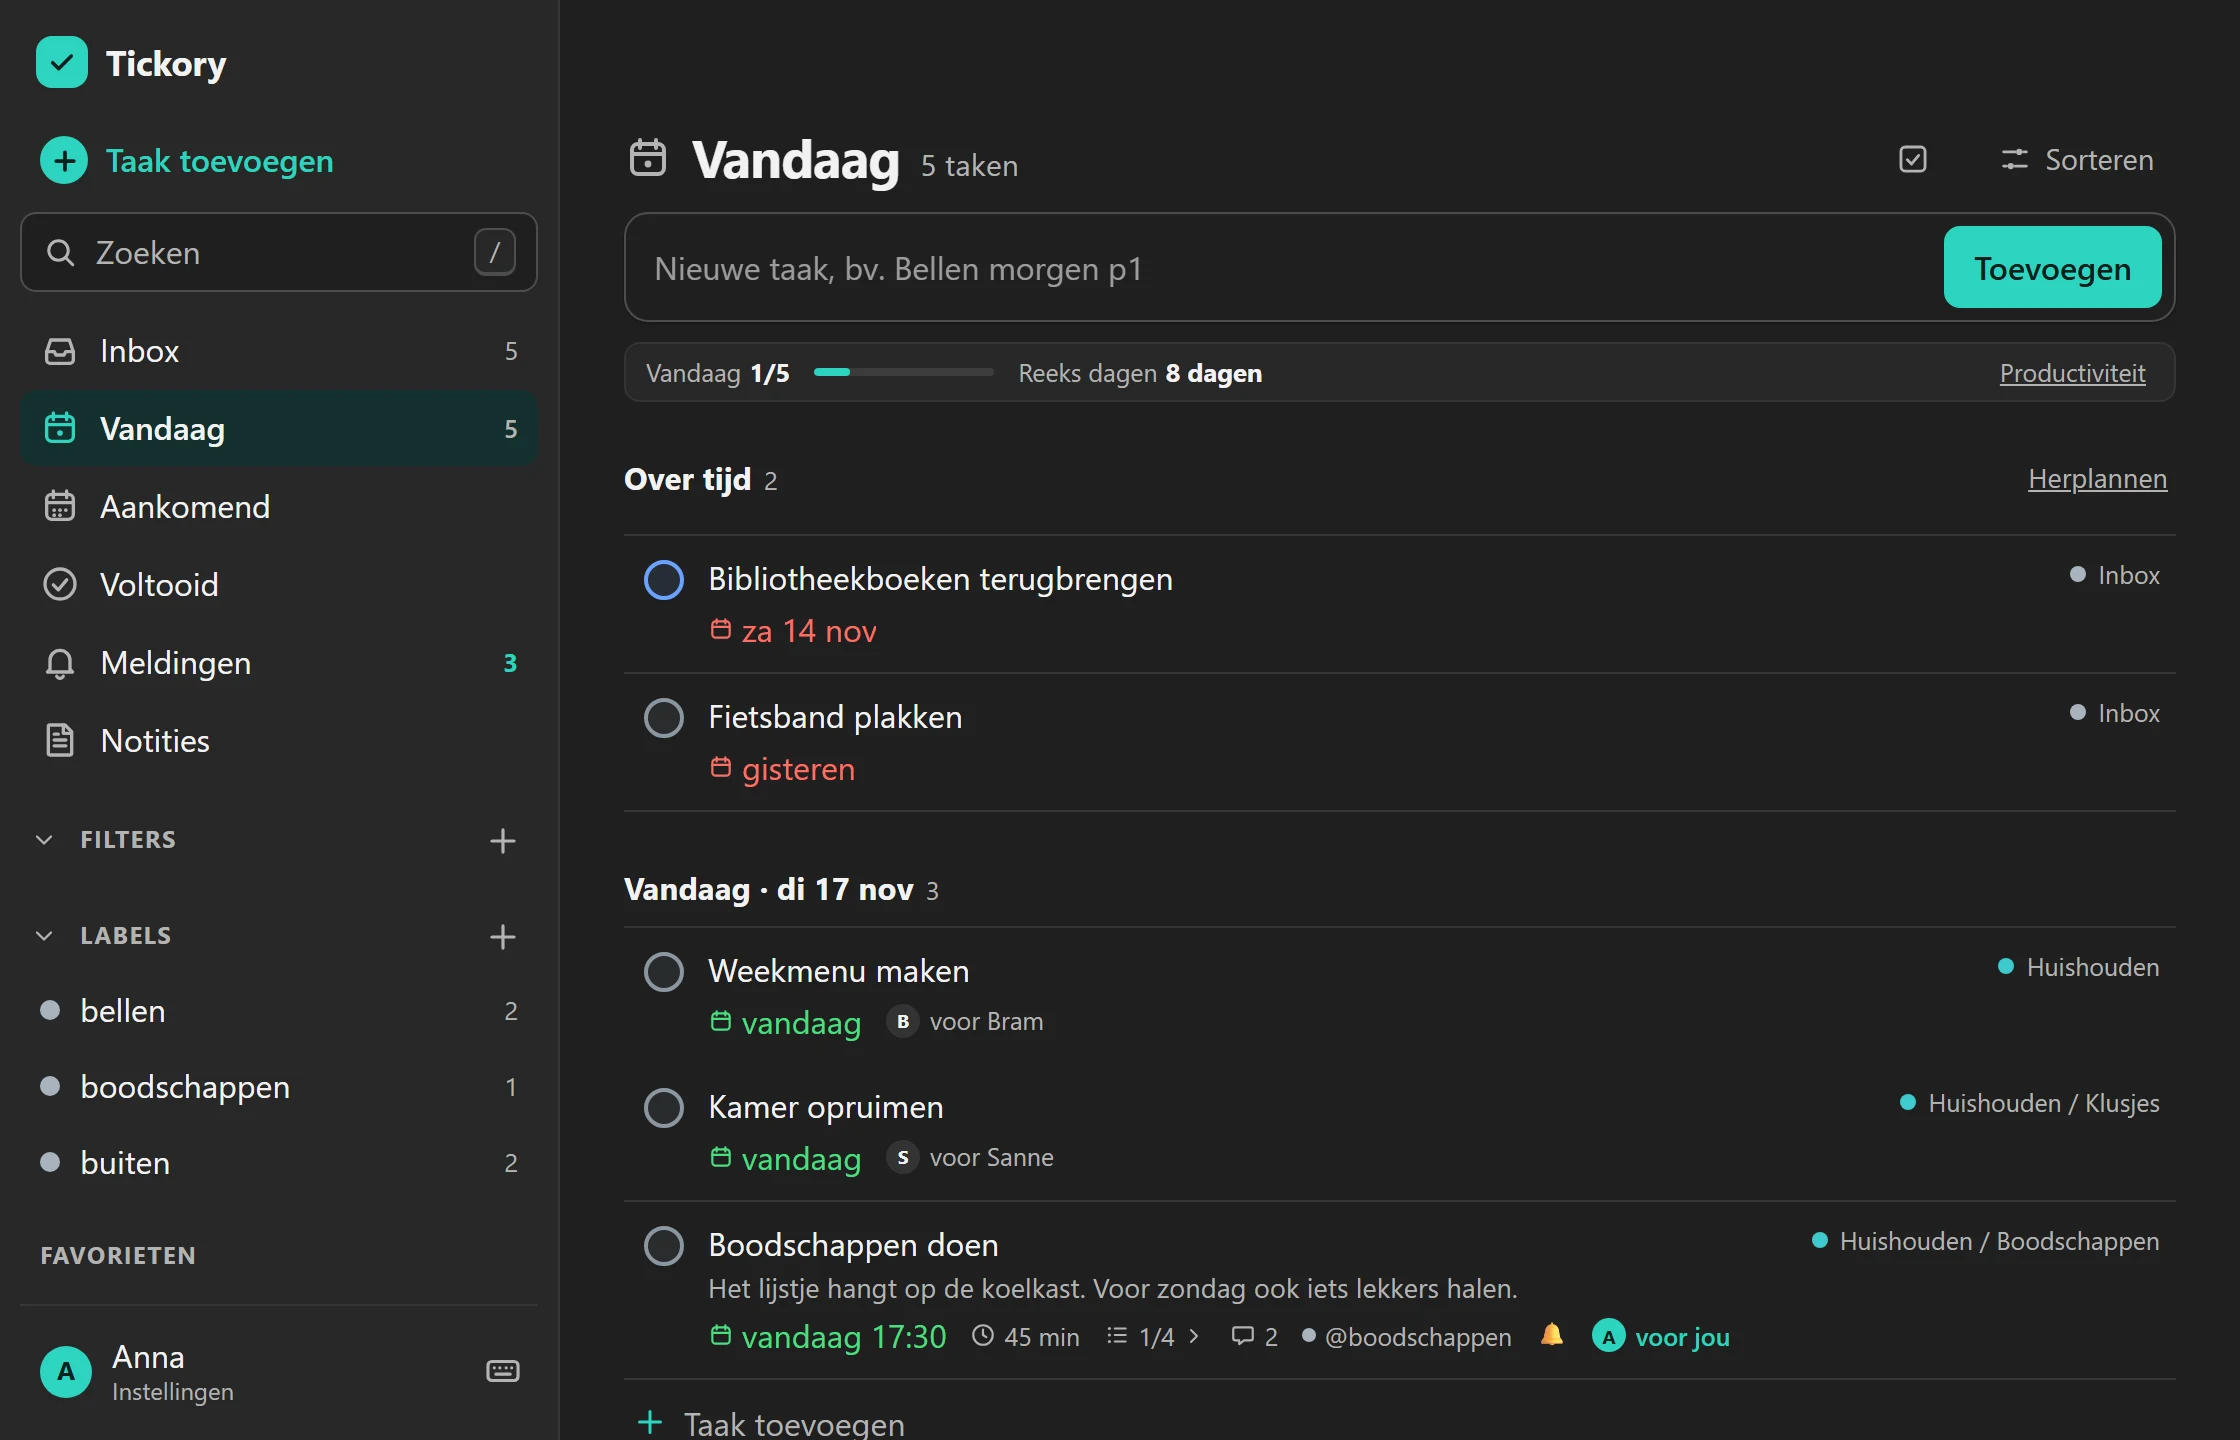 Tickory
Taak toevoegen
Zoeken /
Inbox 5
Vandaag 5
Aankomend
Voltooid
Meldingen 3
Notities
FILTERS
LABELS
bellen 2
boodschappen 1
buiten 2
FAVORIETEN
A Anna
Instellingen
Vandaag 5 taken
Sorteren
Nieuwe taak, bv. Bellen morgen p1
Toevoegen
Vandaag 1/5 Reeks dagen 8 dagen Productiviteit
Over tijd 2 Herplannen
Bibliotheekboeken terugbrengen Inbox
za 14 nov
Fietsband plakken Inbox
gisteren
Vandaag · di 17 nov 3
Weekmenu maken Huishouden
vandaag B voor Bram
Kamer opruimen Huishouden / Klusjes
vandaag S voor Sanne
Boodschappen doen Huishouden / Boodschappen
Het lijstje hangt op de koelkast. Voor zondag ook iets lekkers halen.
vandaag 17:30 45 min 1/4 2 @boodschappen A voor jou
Taak toevoegen